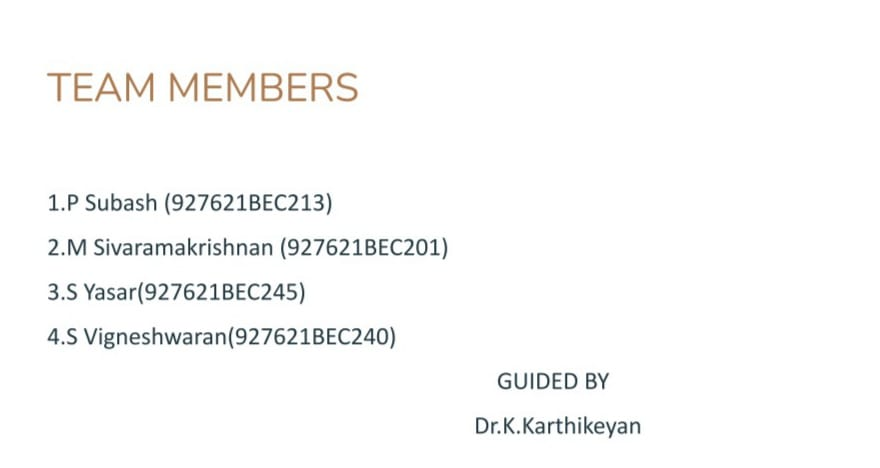 TEAM MEMBERS
1.P Subash (927621BEC213)
2.M Sivaramakrishnan (927621BEC201)
3.S Yasar(927621BEC245)
4.S Vigneshwaran(927621BEC240)
GUIDED BY
Dr.K.Karthikeyan